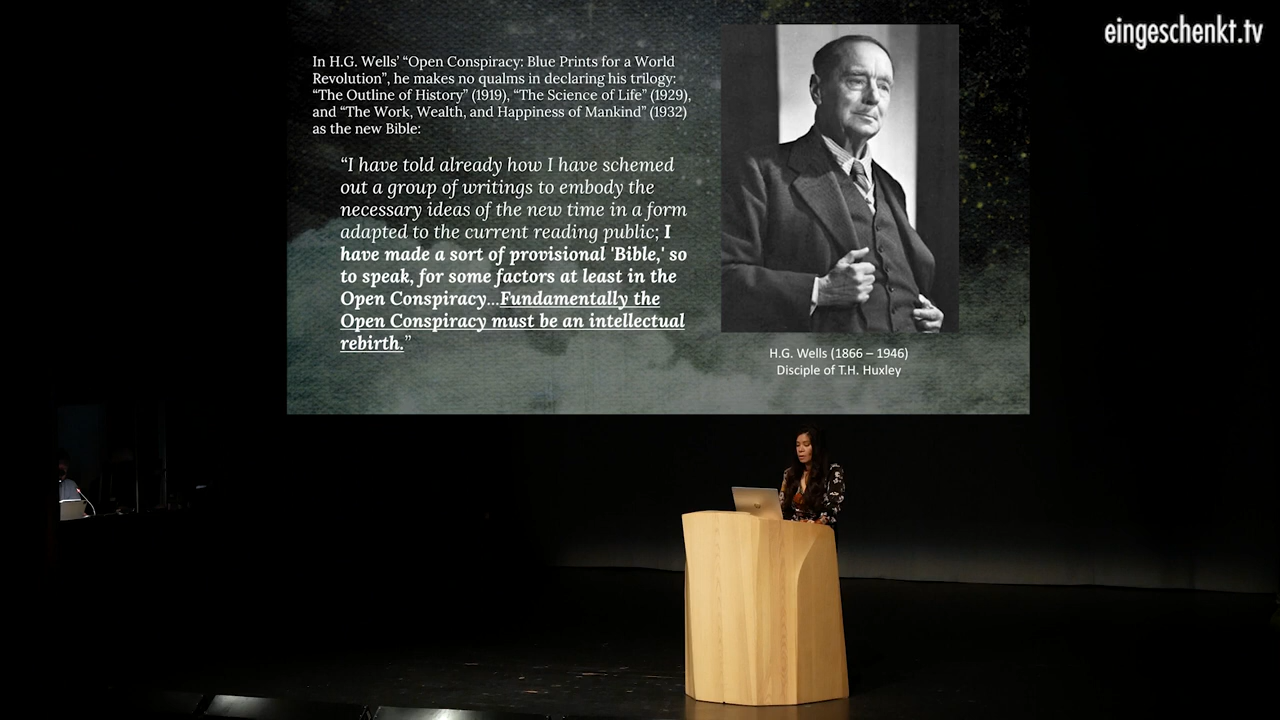 eingeschenkt.tv
In H.G. Wells’ “Open Conspiracy: Blue Prints for a World
Revolution”, he makes no qualms in declaring his trilogy:
“The Outline of History” (1919), “The Science of Life” (1929),
and “The Work, Wealth, and Happiness of Mankind” (1932)
as the new Bible:
“I have told already how I have schemed
out a group of writings to embody the
necessary ideas of the new time in a form
adapted to the current reading public; I
have made a sort of provisional 'Bible,' so
to speak, for some factors at least in the
Open Conspiracy...Fundamentally the
Open Conspiracy must be an intellectual
rebirth.”
H.G. Wells (1866 – 1946)
Disciple of T.H. Huxley